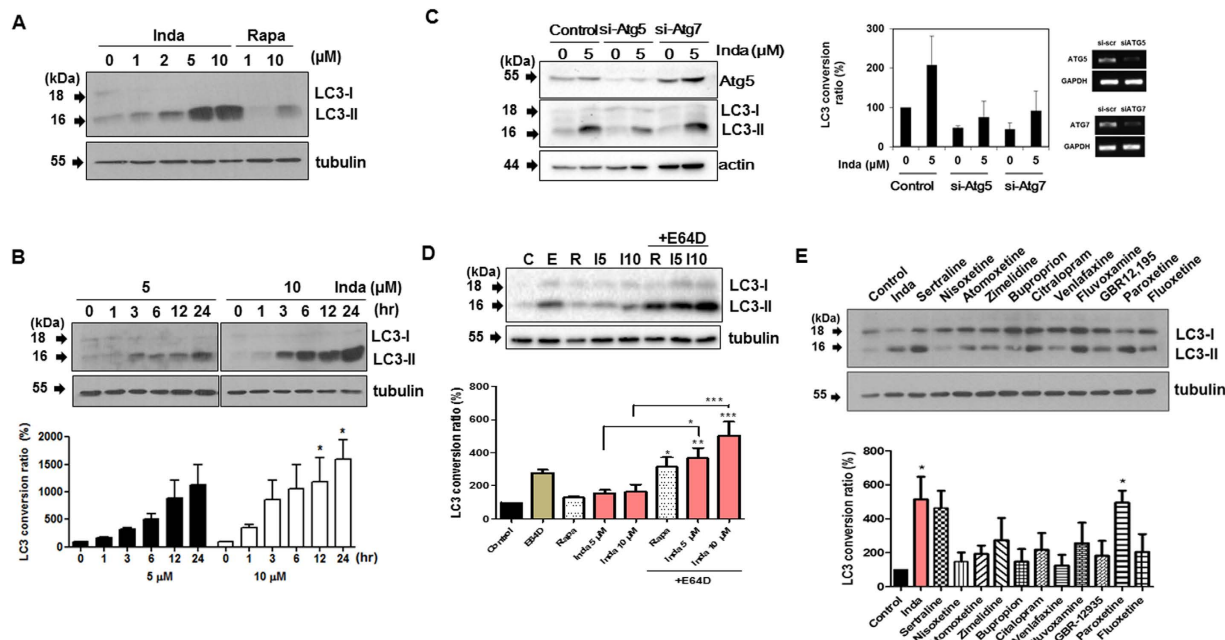 A
Inda Rapa
0 1 2 5 10 1 10 (μM)
(kDa)
18
LC3-I
16
LC3-II
55
tubulin
B
5 10 Inda (μM)
0 1 3 6 12 24 0 1 3 6 12 24 (hr)
(kDa)
18
LC3-I
16
LC3-II
55
tubulin
LC3 conversion ratio (%)
2000
1500
1000
500
0
* *
0 1 3 6 12 24 0 1 3 6 12 24 (hr)
5 μM 10 μM
C
Control si-Atg5 si-Atg7
0 5 0 5 0 5 Inda (μM)
(kDa)
55
Atg5
18
LC3-I
16
LC3-II
44
actin
LC3 conversion ratio (%)
300
200
100
0
Inda (μM) 0 5 0 5 0 5
Control si-Atg5 si-Atg7
si-scr siATG5
ATG5
GAPDH
si-scr siATG7
ATG7
GAPDH
D
+E64D
C E R I5 I10 R I5 I10
(kDa)
18
LC3-I
16
LC3-II
55
tubulin
LC3 conversion ratio (%)
800
600
400
200
0
***
*
***
**
*
Control
E64D
Rapa
Inda 5 μM
Inda 10 μM
Rapa
Inda 5 μM
Inda 10 μM
+E64D
E
Control
Inda
Sertraline
Nisoxetine
Atomoxetine
Zimelidine
Buproprion
Citalopram
Venlafaxine
Fluvoxamine
GBR12,195
Paroxetine
Fluoxetine
(kDa)
18
LC3-I
16
LC3-II
55
tubulin
LC3 conversion ratio (%)
800
600
400
200
0
* *
Control
Inda
Sertraline
Nisoxetine
Atomoxetine
Zimelidine
Bupropion
Citalopram
Venlafaxine
Fluvoxamine
GBR-12935
Paroxetine
Fluoxetine